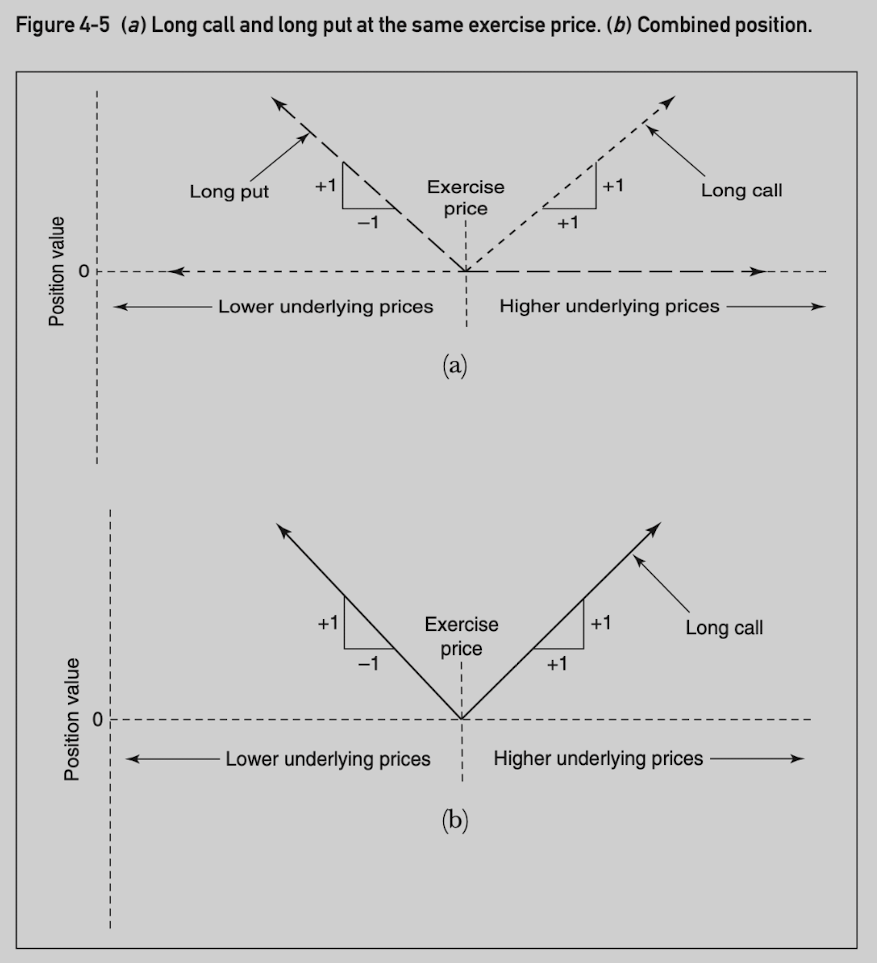 Figure 4-5 (a) Long call and long put at the same exercise price. (b) Combined position.
Long put
+1
−1
Exercise
price
+1
+1
Long call
Position value
0
Lower underlying prices
Higher underlying prices
(a)
+1
−1
Exercise
price
+1
+1
Long call
Position value
0
Lower underlying prices
Higher underlying prices
(b)